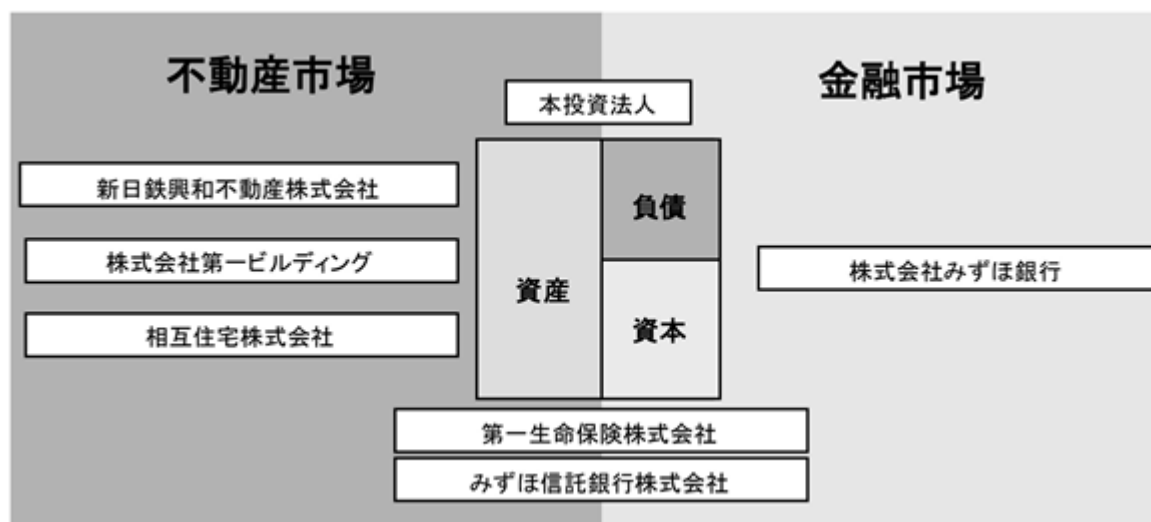 不動産市場
金融市場
本投資法人
新日鉄興和不動産株式会社
株式会社第一ビルディング
相互住宅株式会社
資産
負債
資本
株式会社みずほ銀行
第一生命保険株式会社
みずほ信託銀行株式会社